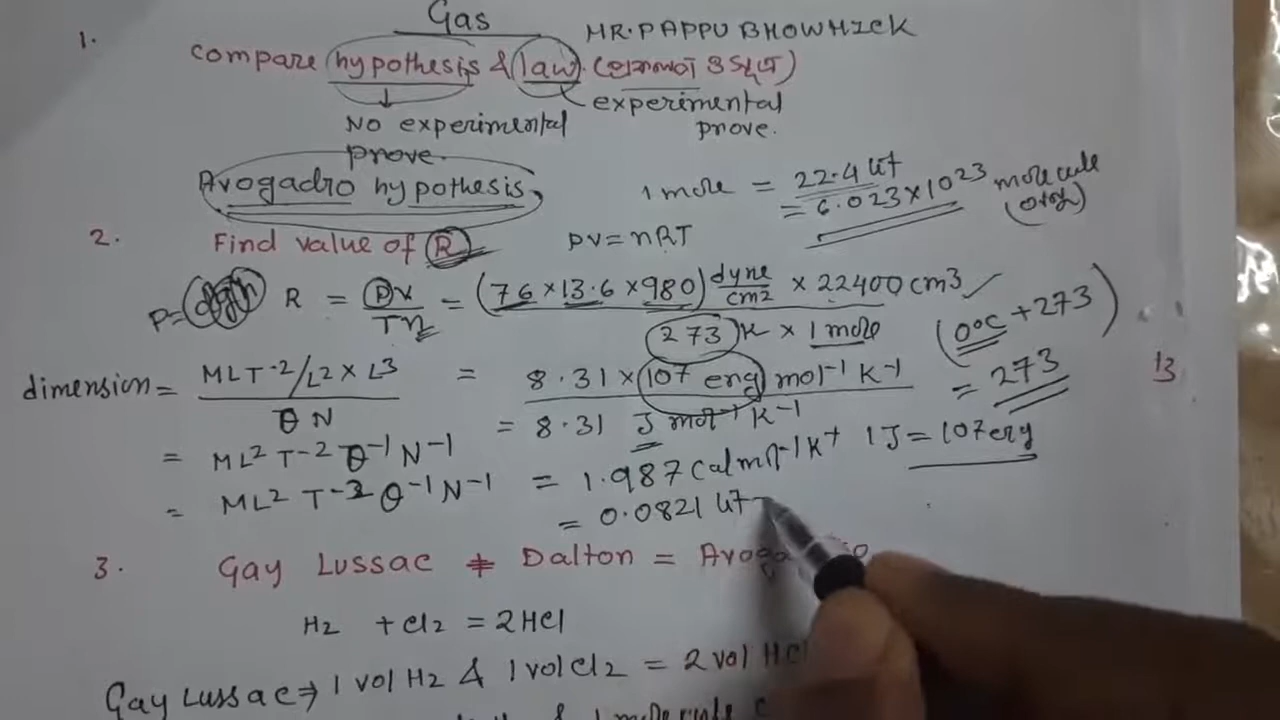 Gas
1.
MR. PAPPU BHOWMICK
compare hypothesis & law.
experimental prove.
No experimental prove.
Avogadro hypothesis,
1 mole = 22.4 lit
= 6.023×10 23 molecule
2. Find value of R
PV = nRT
P = dgh R = PV/Tn = (76×13.6×980) dyne/cm2 × 22400 cm3 / 273 K × 1 mole
(0°C + 273)
= 273
13
dimension = MLT-2/L2 × L3 / θ N = 8.31×107 erg mol-1 K-1
= 8.31 J mol-1 K-1
= ML2 T-2 θ-1 N-1
1J = 107 erg
= ML2 T-2 θ-1 N-1 = 1.987 Cal mol-1 K-1
= 0.0821 lit-
3. Gay Lussac ≠ Dalton =
H2 + Cl2 = 2HCl
Gay Lussac ⇒ 1 vol H2 & 1 vol Cl2 = 2 vol HCl